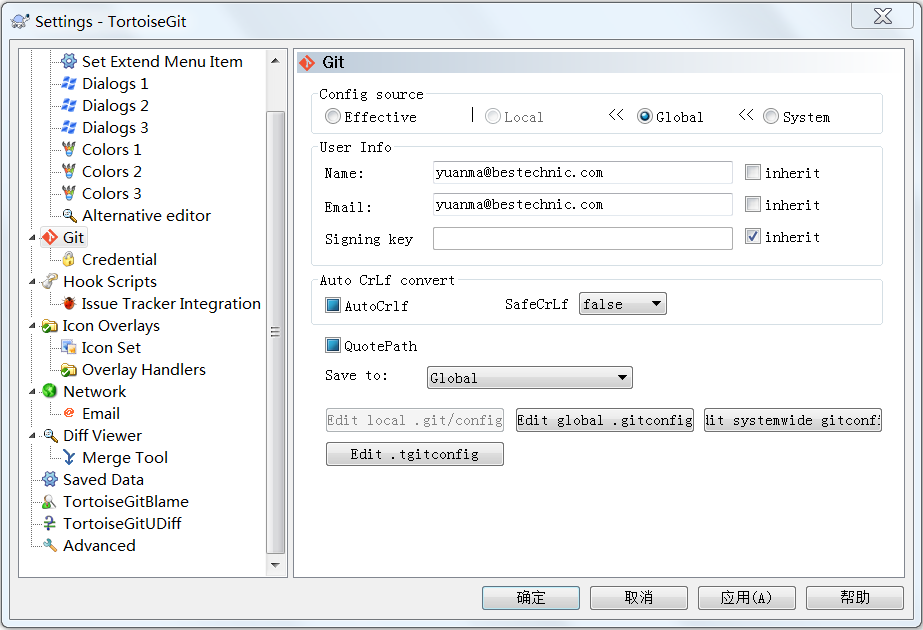 Settings - TortoiseGit
Set Extend Menu Item
Dialogs 1
Dialogs 2
Dialogs 3
Colors 1
Colors 2
Colors 3
Alternative editor
Git
Credential
Hook Scripts
Issue Tracker Integration
Icon Overlays
Icon Set
Overlay Handlers
Network
Email
Diff Viewer
Merge Tool
Saved Data
TortoiseGitBlame
TortoiseGitUDiff
Advanced
Git
Config source
Effective | Local << Global << System
User Info
Name: yuanma@bestechnic.com inherit
Email: yuanma@bestechnic.com inherit
Signing key inherit
Auto CrLf convert
AutoCrlf SafeCrLf false
QuotePath
Save to: Global
Edit local .git/config Edit global .gitconfig dit systemwide gitconfi
Edit .tgitconfig
确定 取消 应用(A) 帮助